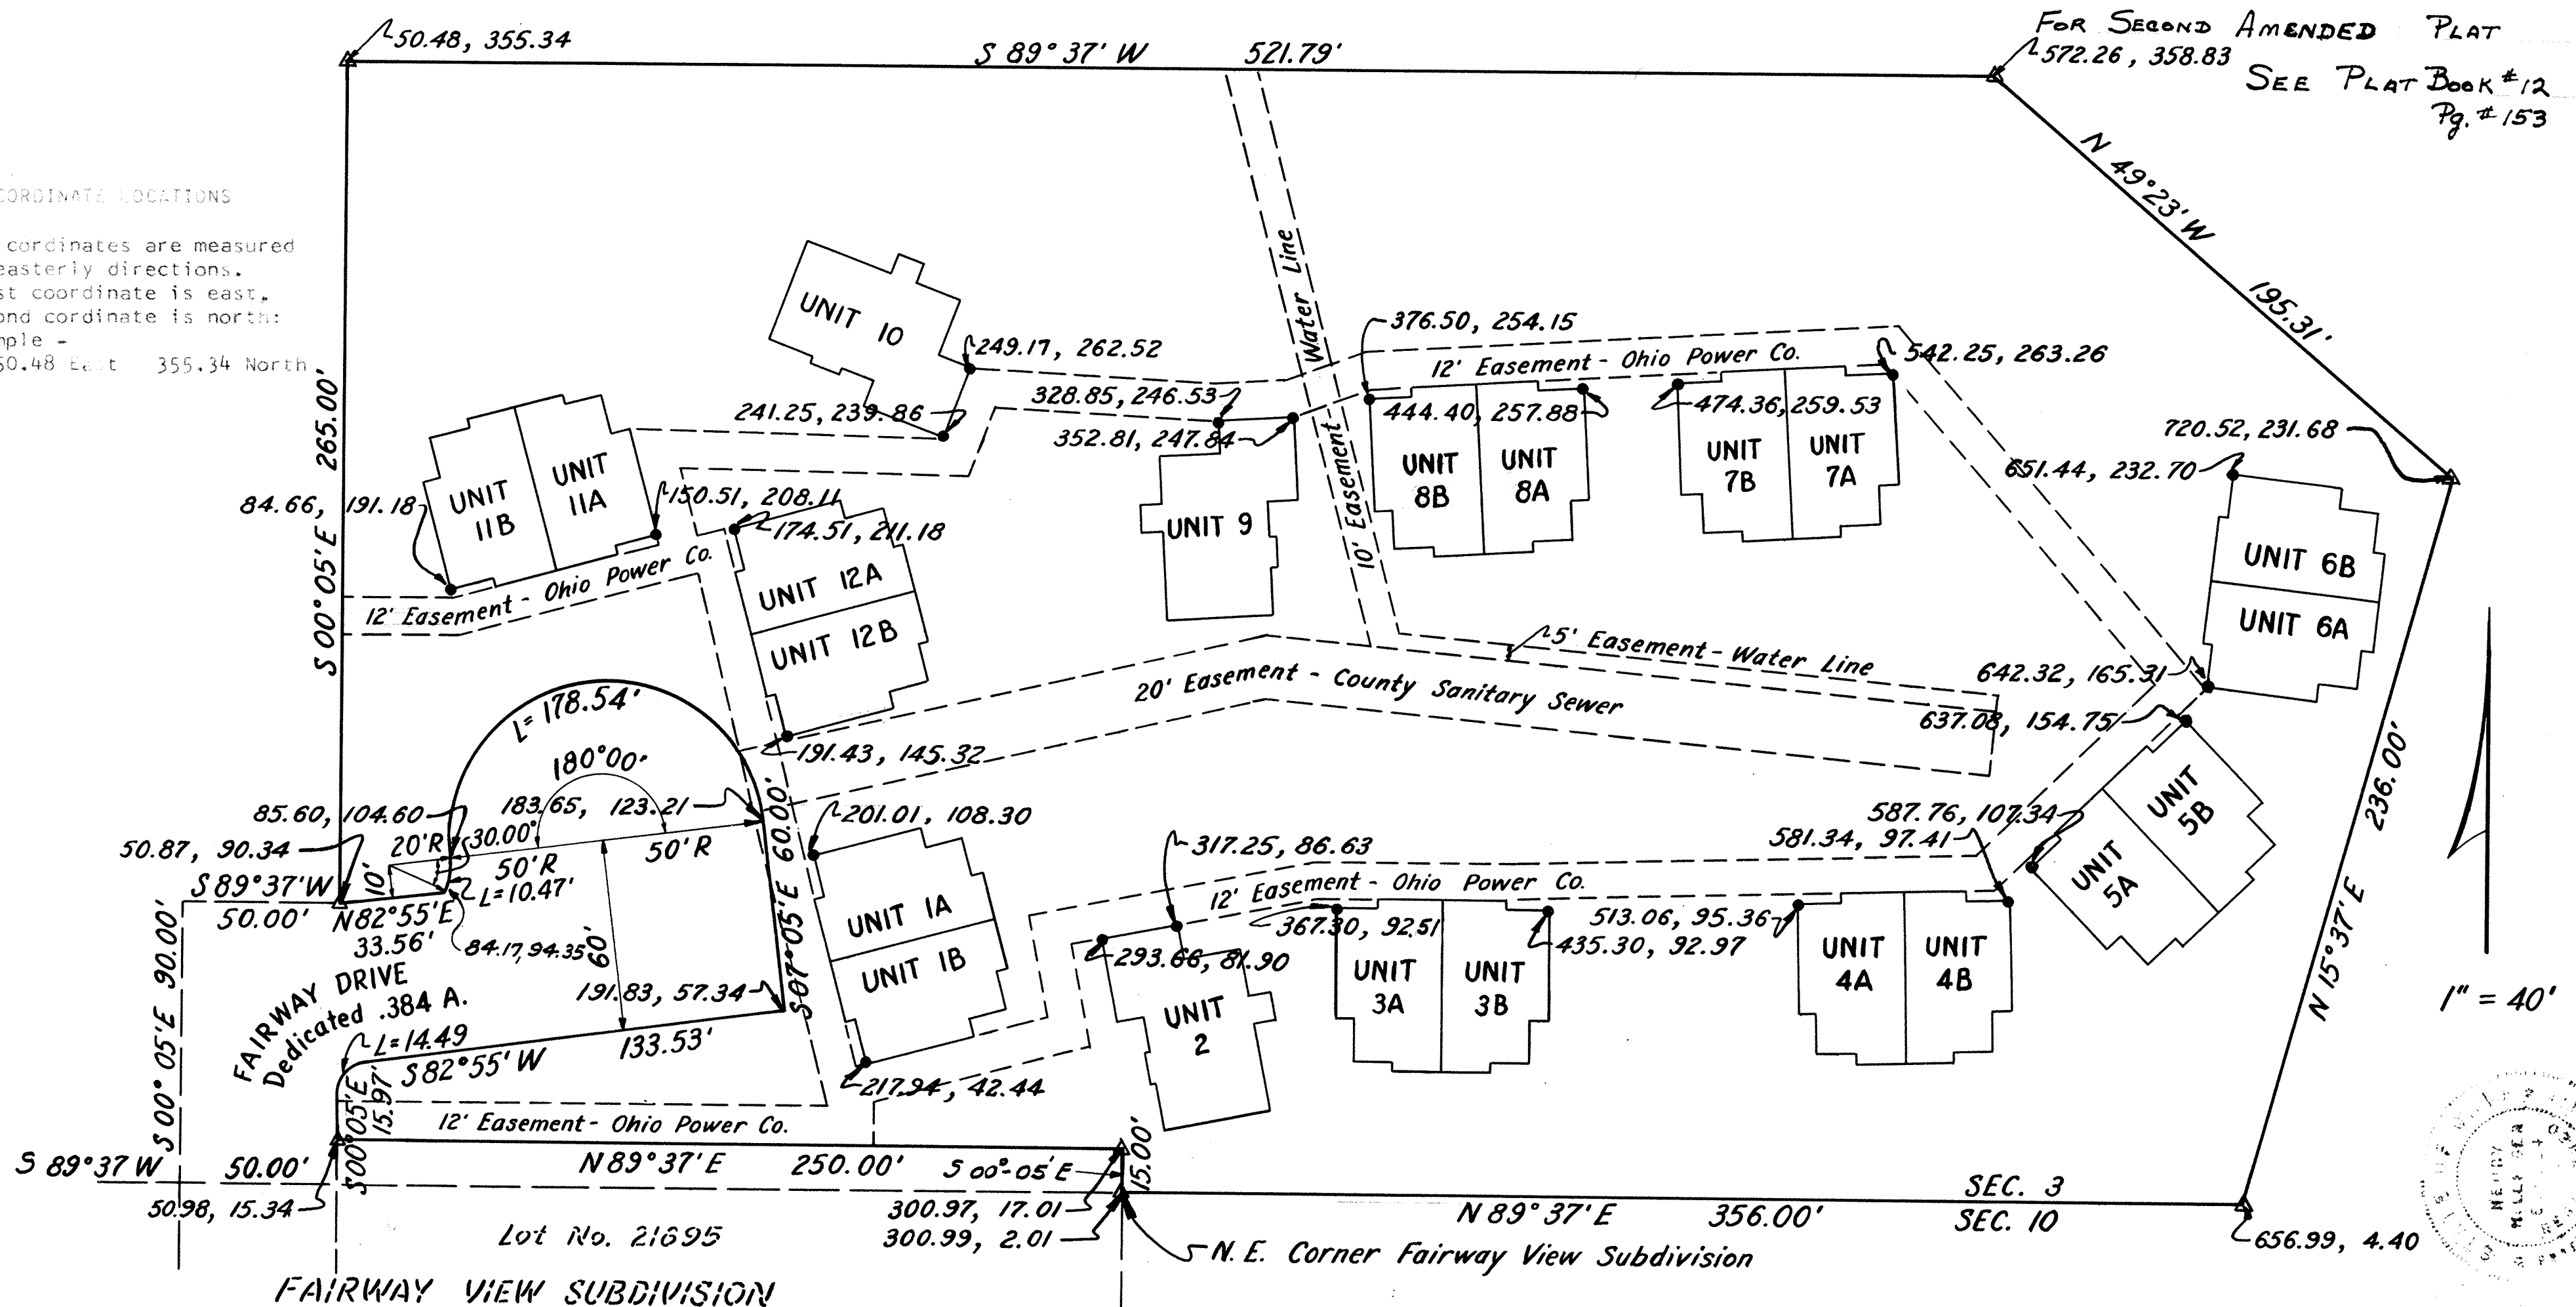 50.48, 355.34
S 89°37' W 521.79'
FOR SECOND AMENDED PLAT
572.26, 358.83
SEE PLAT BOOK #12
Pg. #153
N 49°23' W
195.31'
CORDINATE LOCATIONS
cordinates are measured
easterly directions.
st coordinate is east.
ond cordinate is north:
mple -
50.48 East 355.34 North
S 00°05' E 265.00'
UNIT 10
249.17, 262.52
241.25, 239.86
328.85, 246.53
352.81, 247.84
Water Line
10' Easement
376.50, 254.15
12' Easement - Ohio Power Co.
542.25, 263.26
444.40, 257.88
474.36, 259.53
UNIT 8B
UNIT 8A
UNIT 7B
UNIT 7A
720.52, 231.68
651.44, 232.70
UNIT 6B
UNIT 6A
84.66, 191.18
UNIT 11B
UNIT 11A
150.51, 208.11
174.51, 211.18
12' Easement - Ohio Power Co.
UNIT 12A
UNIT 12B
UNIT 9
5' Easement - Water Line
20' Easement - County Sanitary Sewer
642.32, 165.31
637.08, 154.75
L= 178.54'
180°00'
191.43, 145.32
85.60, 104.60
183.65, 123.21
50.87, 90.34
20'R
30.00°
50'R
50'R
10'
L=10.47'
S 89°37' W
50.00'
N82°55'E
33.56'
84.17, 94.35
60'
S07°05'E 60.00'
201.01, 108.30
UNIT 1A
UNIT 1B
317.25, 86.63
12' Easement - Ohio Power Co.
587.76, 107.34
581.34, 97.41
UNIT 5B
UNIT 5A
236.00'
N 15°37' E
367.30, 92.51
435.30, 92.97
513.06, 95.36
293.66, 81.90
UNIT 2
UNIT 3A
UNIT 3B
UNIT 4A
UNIT 4B
1" = 40'
S 00°05'E 90.00'
FAIRWAY DRIVE
Dedicated .384 A.
191.83, 57.34
L=14.49
S 82°55' W
133.53'
217.94, 42.44
S00°05'E
15.97'
12' Easement - Ohio Power Co.
S 89°37 W 50.00'
N 89°37' E 250.00'
S 00°-05' E
15.00'
50.98, 15.34
300.97, 17.01
300.99, 2.01
N 89°37' E 356.00'
SEC. 3
SEC. 10
656.99, 4.40
Lot No. 21695
N.E. Corner Fairway View Subdivision
FAIRWAY VIEW SUBDIVISION